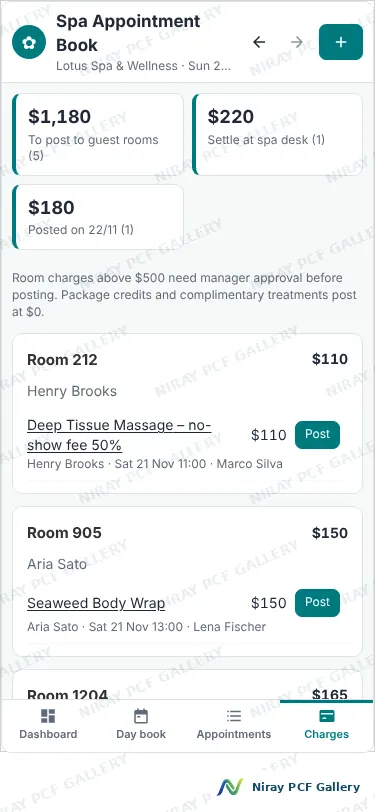 Spa Appointment
Book
Lotus Spa & Wellness · Sun 2...
$1,180
To post to guest rooms
(5)
$220
Settle at spa desk (1)
$180
Posted on 22/11 (1)
Room charges above $500 need manager approval before
posting. Package credits and complimentary treatments post
at $0.
Room 212
$110
Henry Brooks
Deep Tissue Massage – no-
show fee 50%
$110
Post
Henry Brooks · Sat 21 Nov 11:00 · Marco Silva
Room 905
$150
Aria Sato
Seaweed Body Wrap
$150
Post
Aria Sato · Sat 21 Nov 13:00 · Lena Fischer
Room 1204
$165
Dashboard
Day book
Appointments
Charges
Niray PCF Gallery